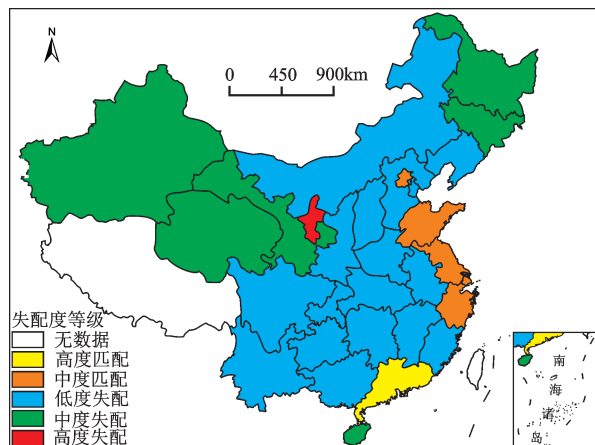 N
0 450 900km
失配度等级
无数据
高度匹配
中度匹配
低度失配
中度失配
高度失配
南
海
诸
岛